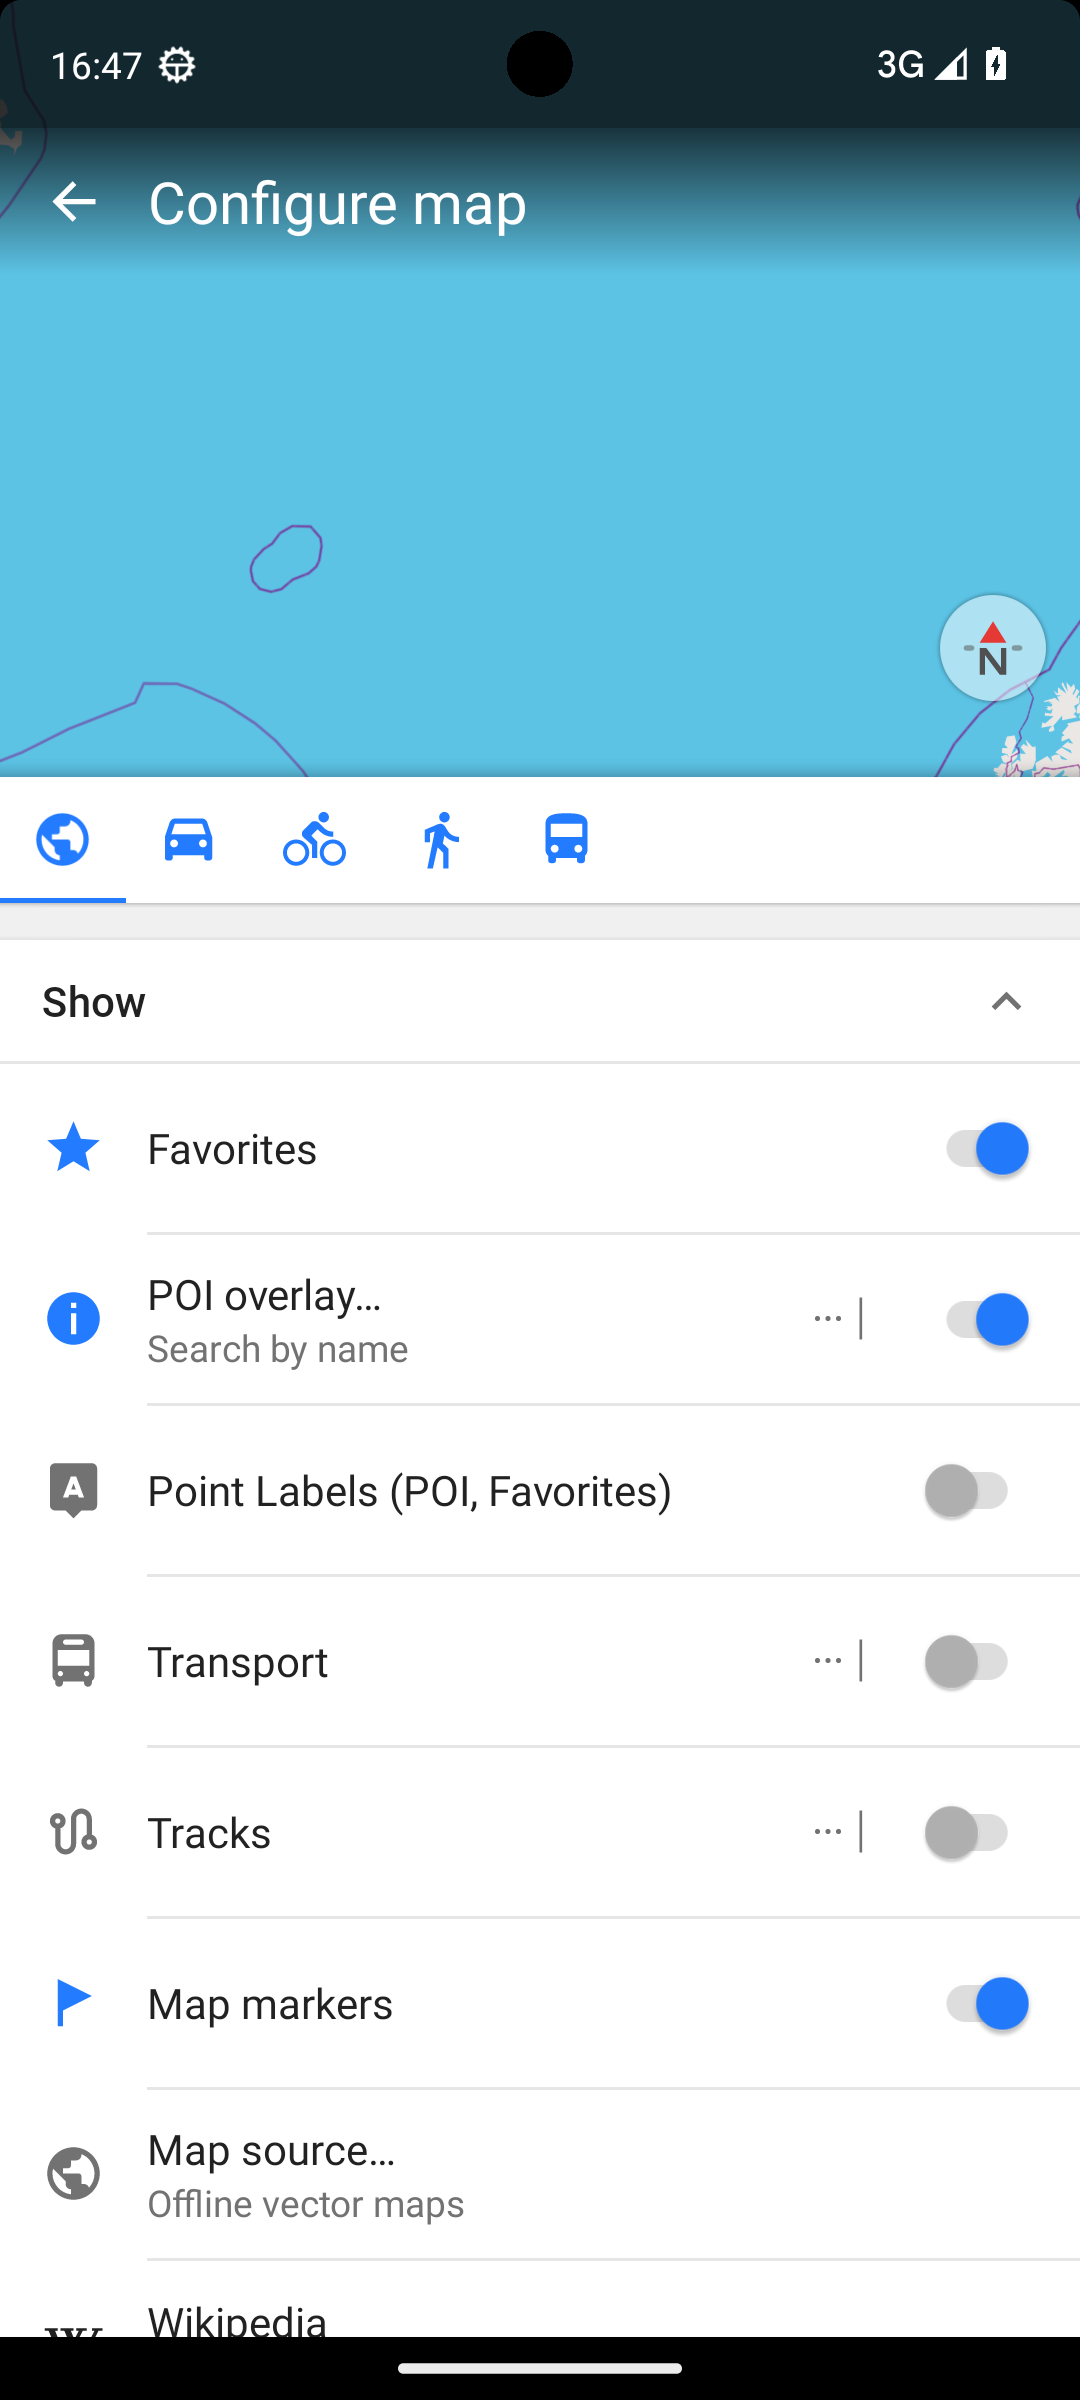 16:47
3G
Configure map
N
Show
Favorites
POI overlay…
Search by name
A
Point Labels (POI, Favorites)
Transport
Tracks
Map markers
Map source…
Offline vector maps
Wikipedia
W